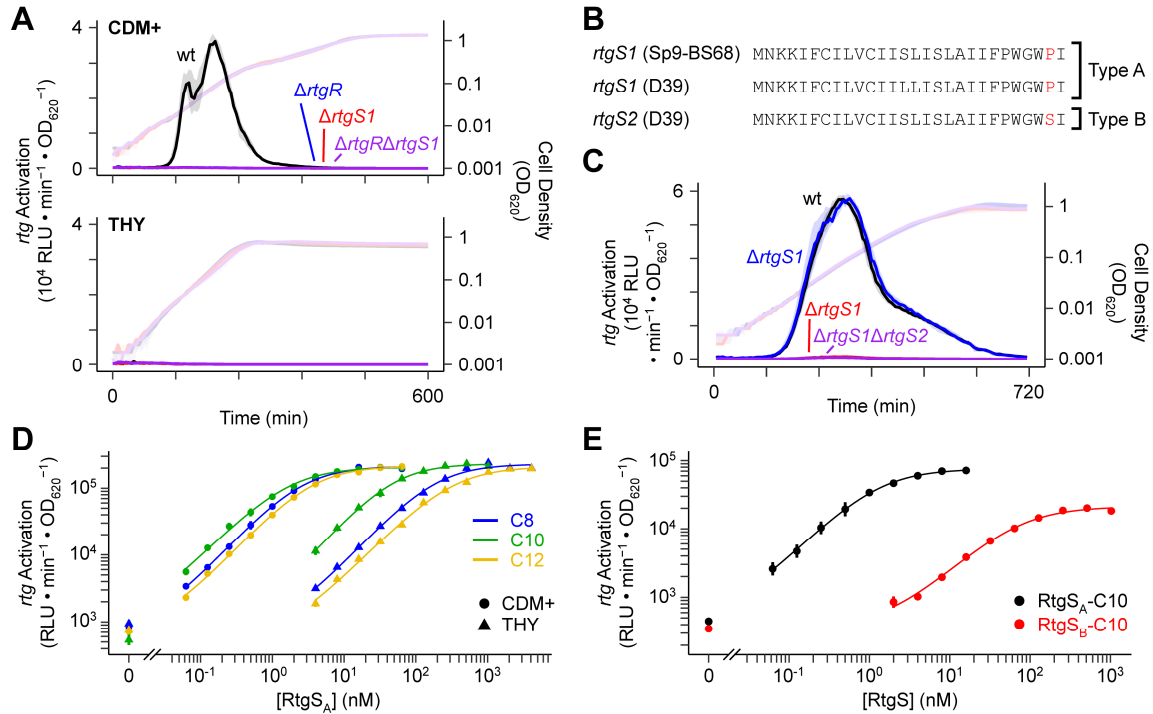 A
CDM+
wt
ΔrtgR
ΔrtgS1
ΔrtgRΔrtgS1
4
0
1
0.1
0.01
0.001
THY
4
0
1
0.1
0.01
0.001
rtg Activation
(10⁴ RLU • min⁻¹ • OD₆₂₀⁻¹)
Cell Density
(OD₆₂₀)
0
600
Time (min)
B
rtgS1 (Sp9-BS68) MNKKIFCILVCIISLISLAIIFPWGWPI
rtgS1 (D39) MNKKIFCILVCIILLISLAIIFPWGWPI
rtgS2 (D39) MNKKIFCILVCIISLISLAIIFPWGWSI
Type A
Type B
C
wt
ΔrtgS1
ΔrtgS1
ΔrtgS1ΔrtgS2
6
0
1
0.1
0.01
0.001
rtg Activation
(10⁴ RLU
• min⁻¹ • OD₆₂₀⁻¹)
Cell Density
(OD₆₂₀)
0
720
Time (min)
D
rtg Activation
(RLU • min⁻¹ • OD₆₂₀⁻¹)
10⁵
10⁴
10³
C8
C10
C12
CDM+
THY
0
10⁻¹
10⁰
10¹
10²
10³
[RtgS_A] (nM)
E
rtg Activation
(RLU • min⁻¹ • OD₆₂₀⁻¹)
10⁵
10⁴
10³
RtgS_A-C10
RtgS_B-C10
0
10⁻¹
10⁰
10¹
10²
10³
[RtgS] (nM)